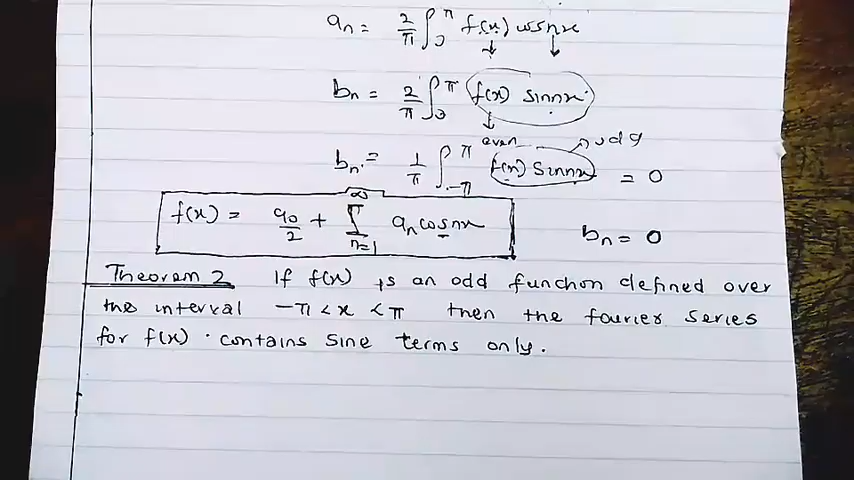 aₙ = 2/π ∫₀^π f(x) cosnx
bₙ = 2/π ∫₀^π f(x) sinnx
even odd
bₙ = 1/π ∫₋π^π f(x) sinnx = 0
f(x) = a₀/2 + ∑ₙ₌₁^∞ aₙ cosnx bₙ = 0
Theorem 2 If f(x) is an odd function defined over
the interval -π < x < π then the fourier series
for f(x) contains sine terms only.